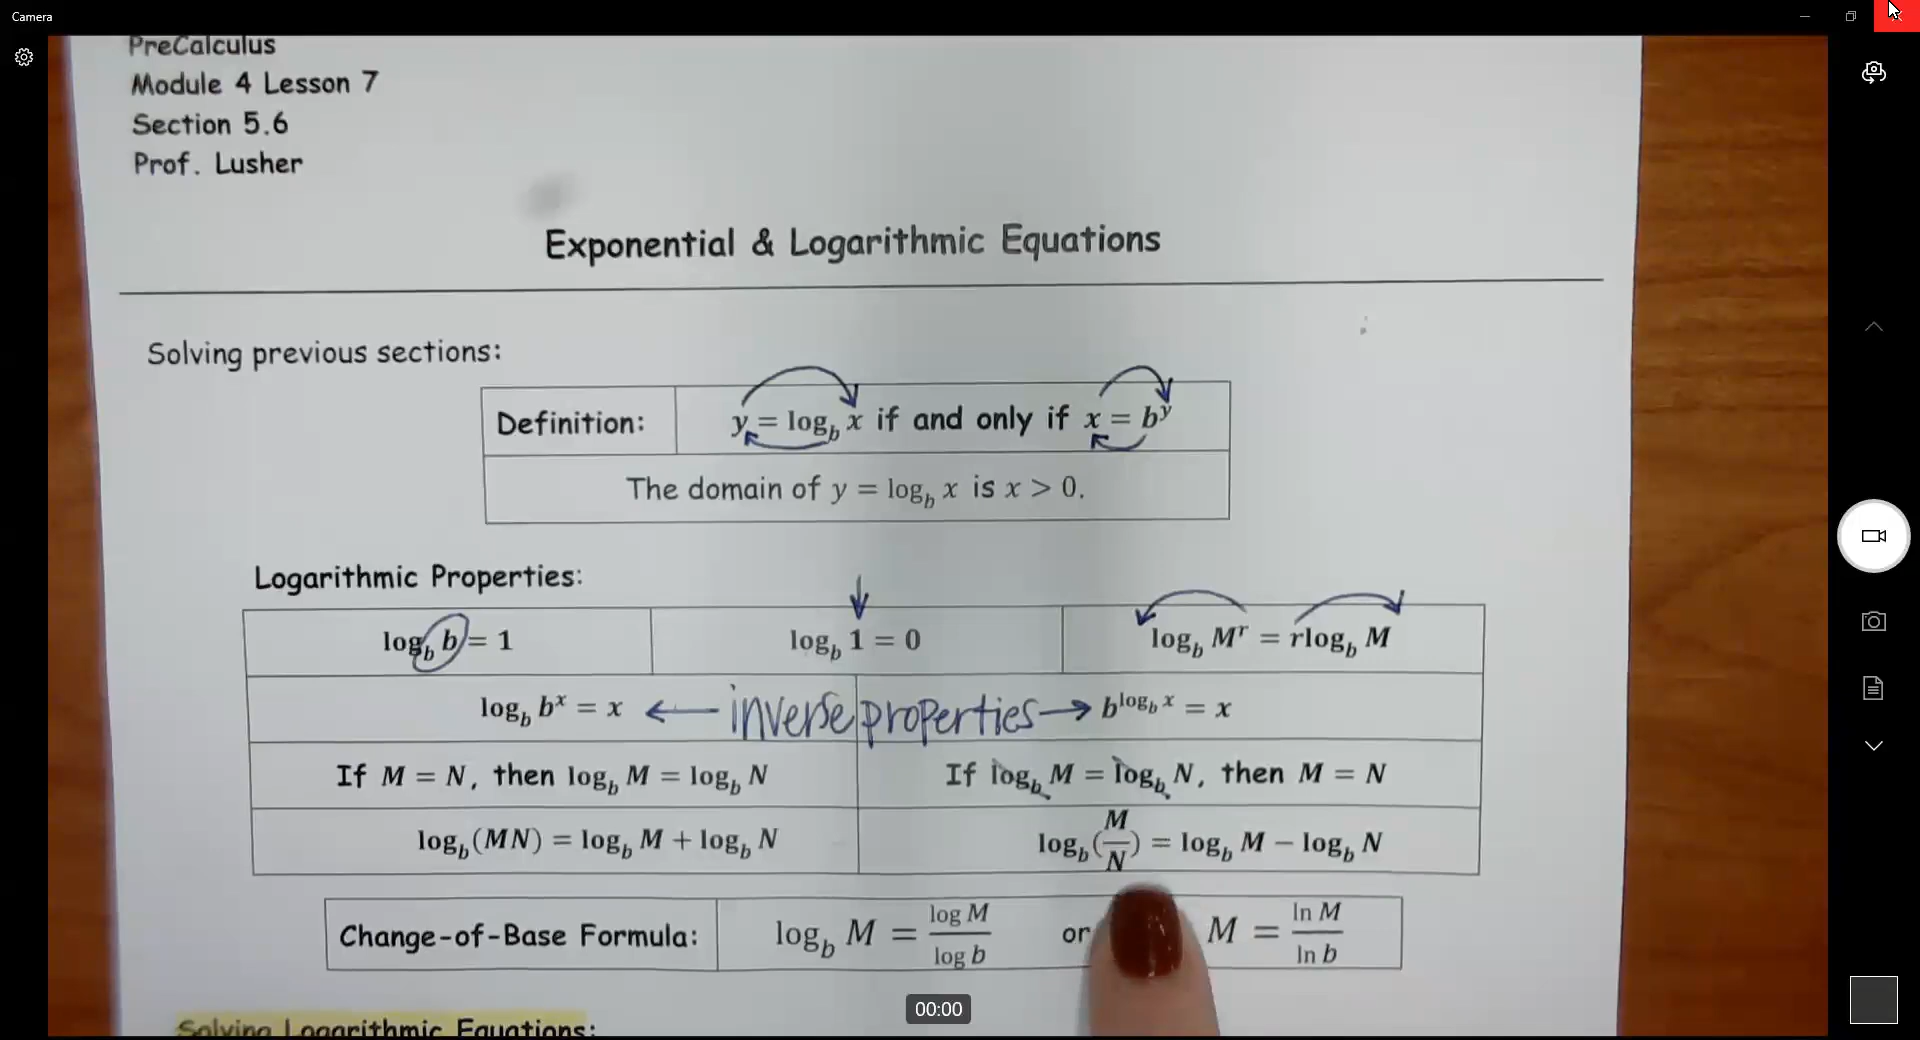 Camera
PreCalculus
Module 4 Lesson 7
Section 5.6
Prof. Lusher
Exponential & Logarithmic Equations
Solving previous sections:
Definition: y = log_b x if and only if x = b^y
The domain of y = log_b x is x > 0.
Logarithmic Properties:
log_b b = 1 log_b 1 = 0 log_b M^r = rlog_b M
log_b b^x = x ← inverse properties → b^{log_b x} = x
If M = N, then log_b M = log_b N If log_b M = log_b N, then M = N
log_b(MN) = log_b M + log_b N log_b(M/N) = log_b M − log_b N
Change-of-Base Formula: log_b M = log M / log b or M = ln M / ln b
00:00
Solving Logarithmic Equations: